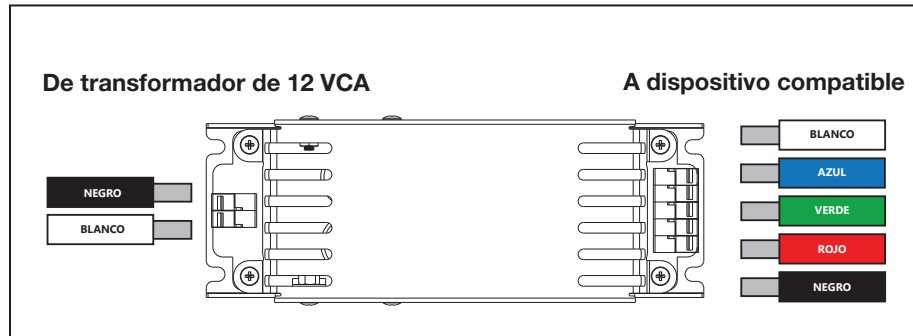 De transformador de 12 VCA
A dispositivo compatible
NEGRO
BLANCO
BLANCO
AZUL
VERDE
ROJO
NEGRO